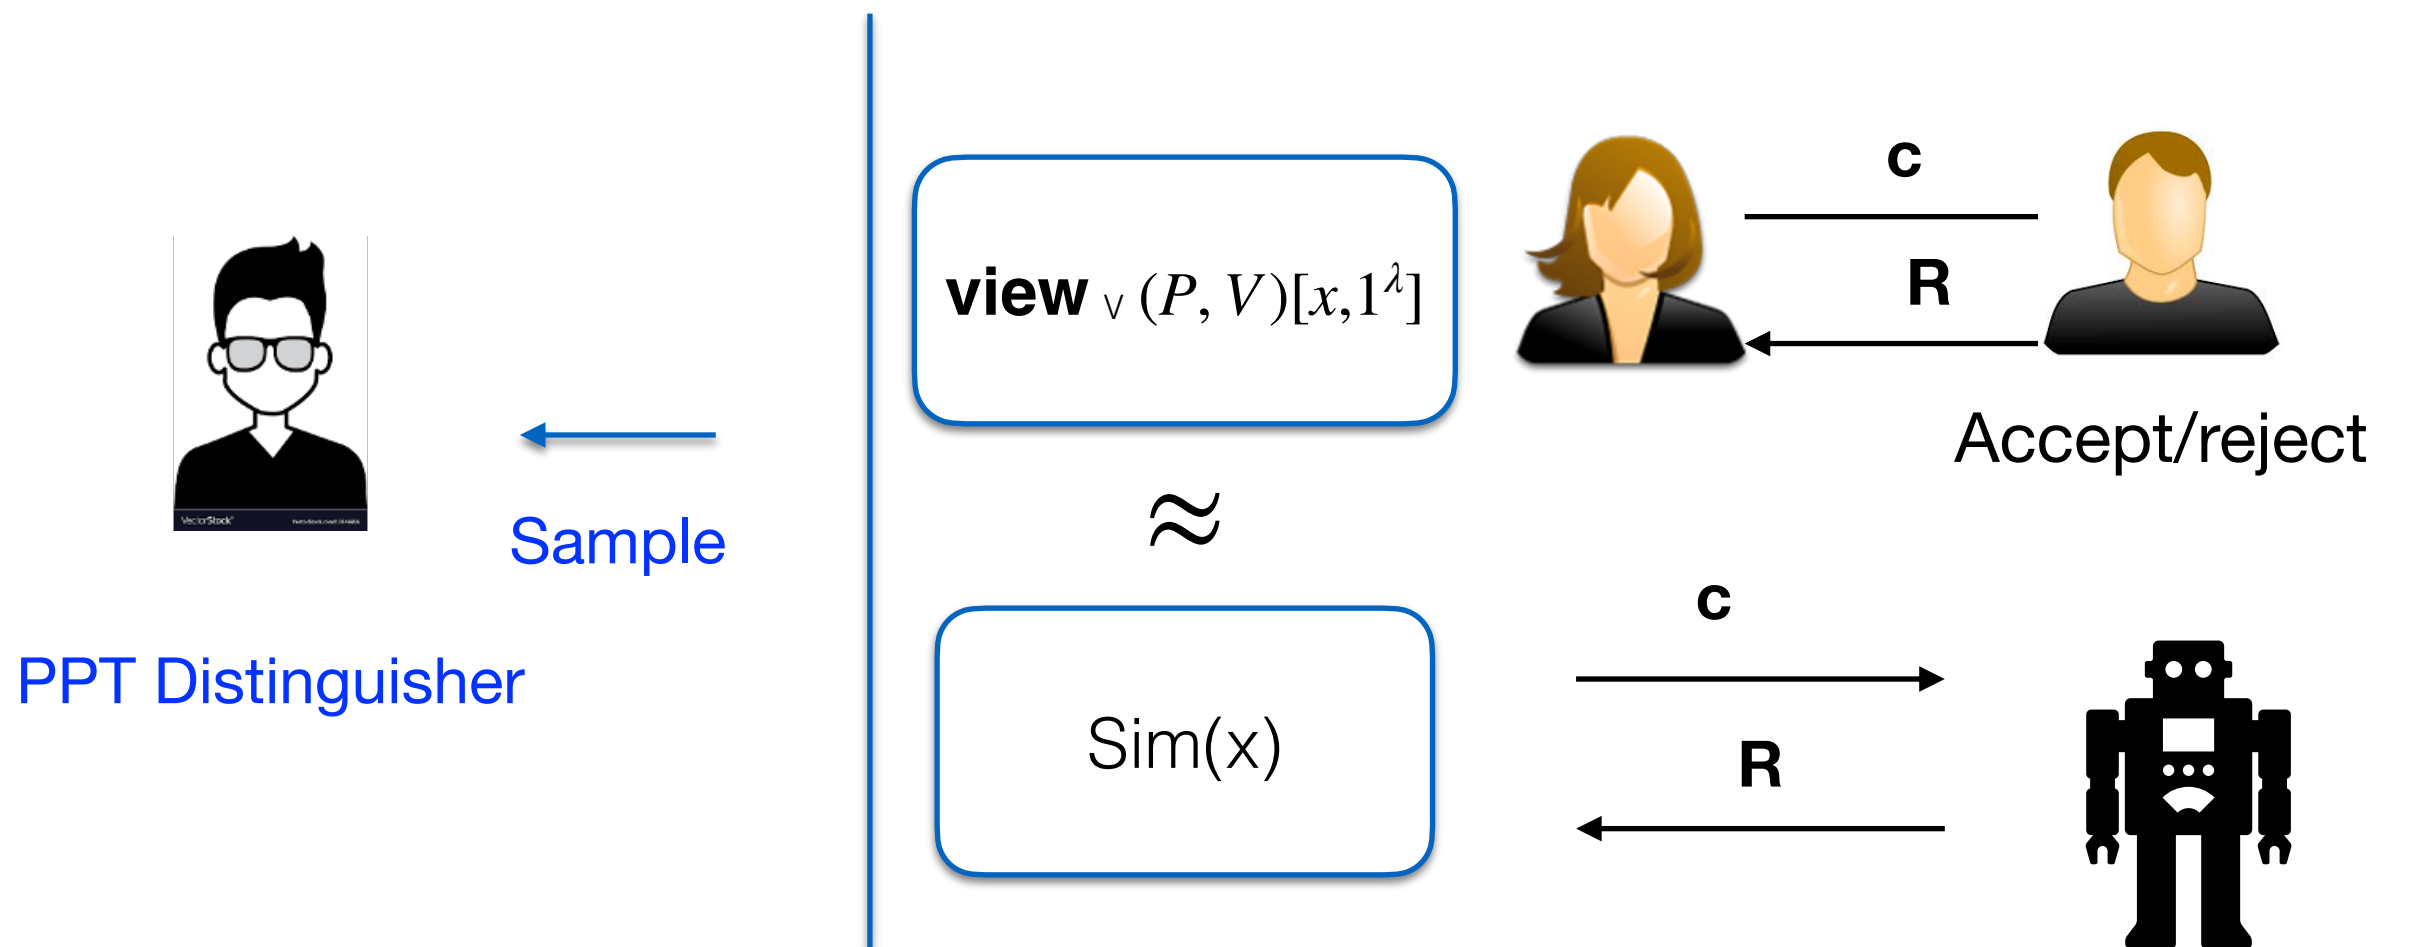 c
view V (P, V)[x,1^λ]
R
Accept/reject
≈
VectorStock
Sample
c
PPT Distinguisher
Sim(x)
R